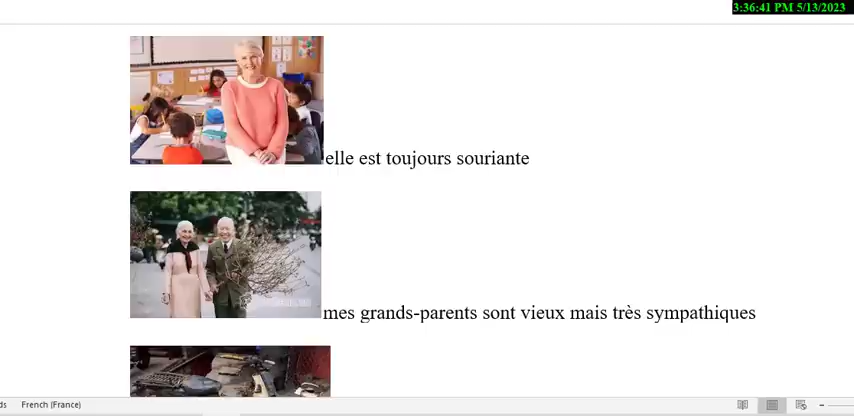 3:36:41 PM 5/13/2023
elle est toujours souriante
mes grands-parents sont vieux mais très sympathiques
ds French (France)